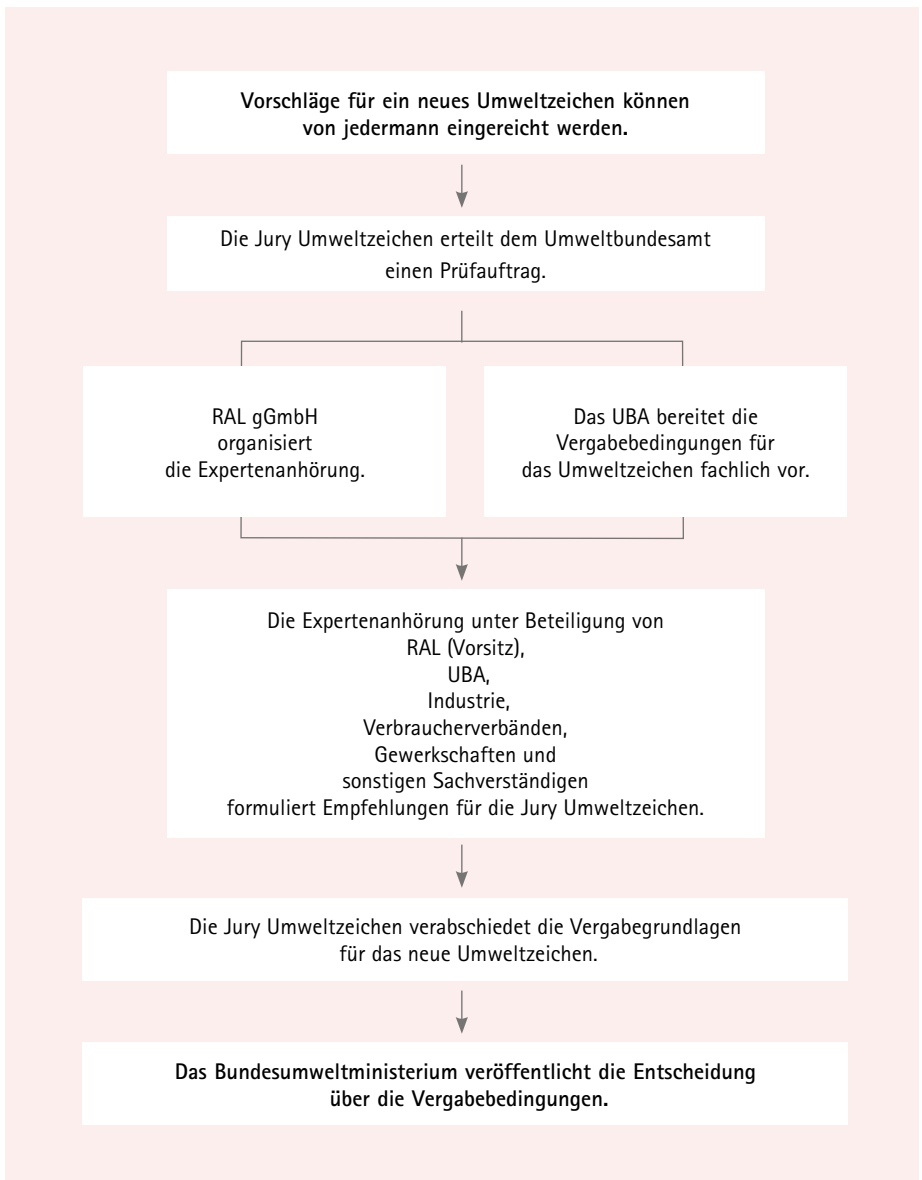 Vorschläge für ein neues Umweltzeichen können
von jedermann eingereicht werden.
Die Jury Umweltzeichen erteilt dem Umweltbundesamt
einen Prüfauftrag.
RAL gGmbH
organisiert
die Expertenanhörung.
Das UBA bereitet die
Vergabebedingungen für
das Umweltzeichen fachlich vor.
Die Expertenanhörung unter Beteiligung von
RAL (Vorsitz),
UBA,
Industrie,
Verbraucherverbänden,
Gewerkschaften und
sonstigen Sachverständigen
formuliert Empfehlungen für die Jury Umweltzeichen.
Die Jury Umweltzeichen verabschiedet die Vergabegrundlagen
für das neue Umweltzeichen.
Das Bundesumweltministerium veröffentlicht die Entscheidung
über die Vergabebedingungen.